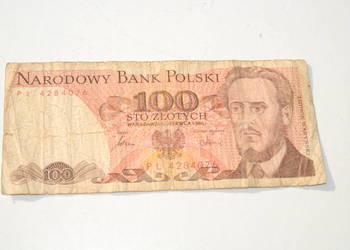 NARODOWY BANK POLSKI
PL 4284076
100
STO ZŁOTYCH
PL 4284076
100